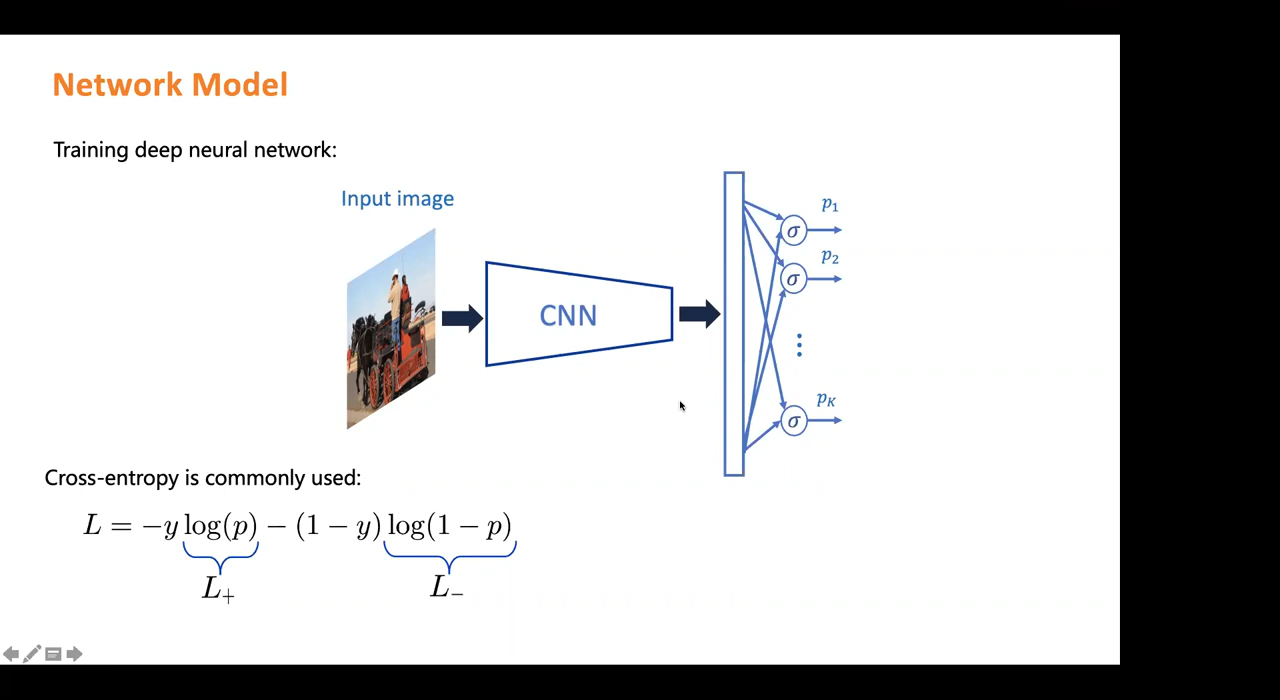 Network Model
Training deep neural network:
Input image
CNN
σ
p₁
σ
p₂
⋮
σ
p_K
Cross-entropy is commonly used:
L = −y log(p) − (1 − y) log(1 − p)
L₊
L₋